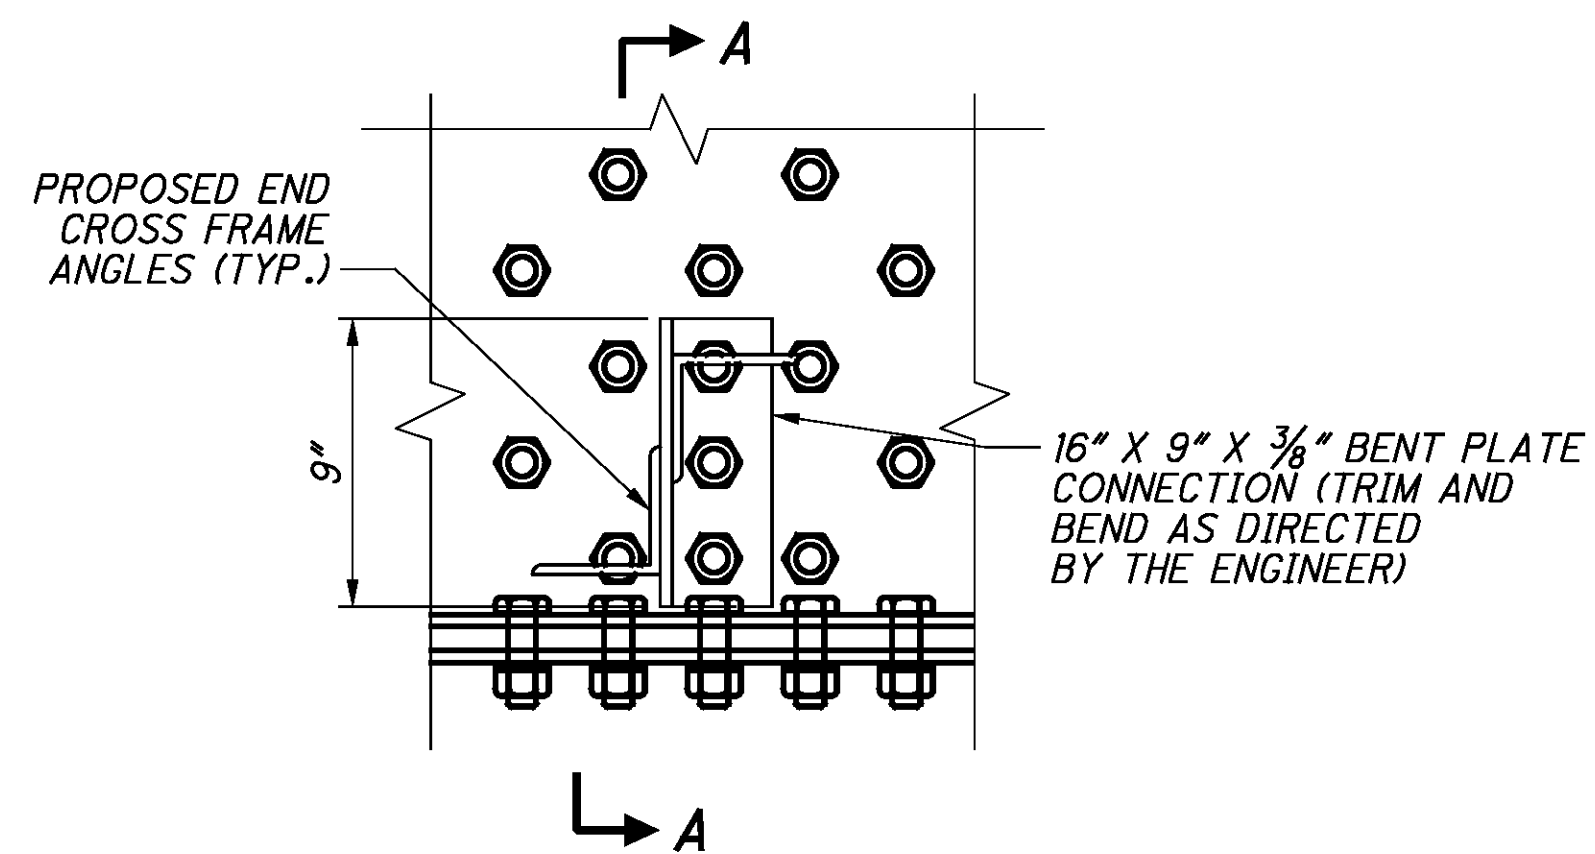 A
PROPOSED END
CROSS FRAME
ANGLES (TYP.)
9"
16" X 9" X 3/8" BENT PLATE
CONNECTION (TRIM AND
BEND AS DIRECTED
BY THE ENGINEER)
A